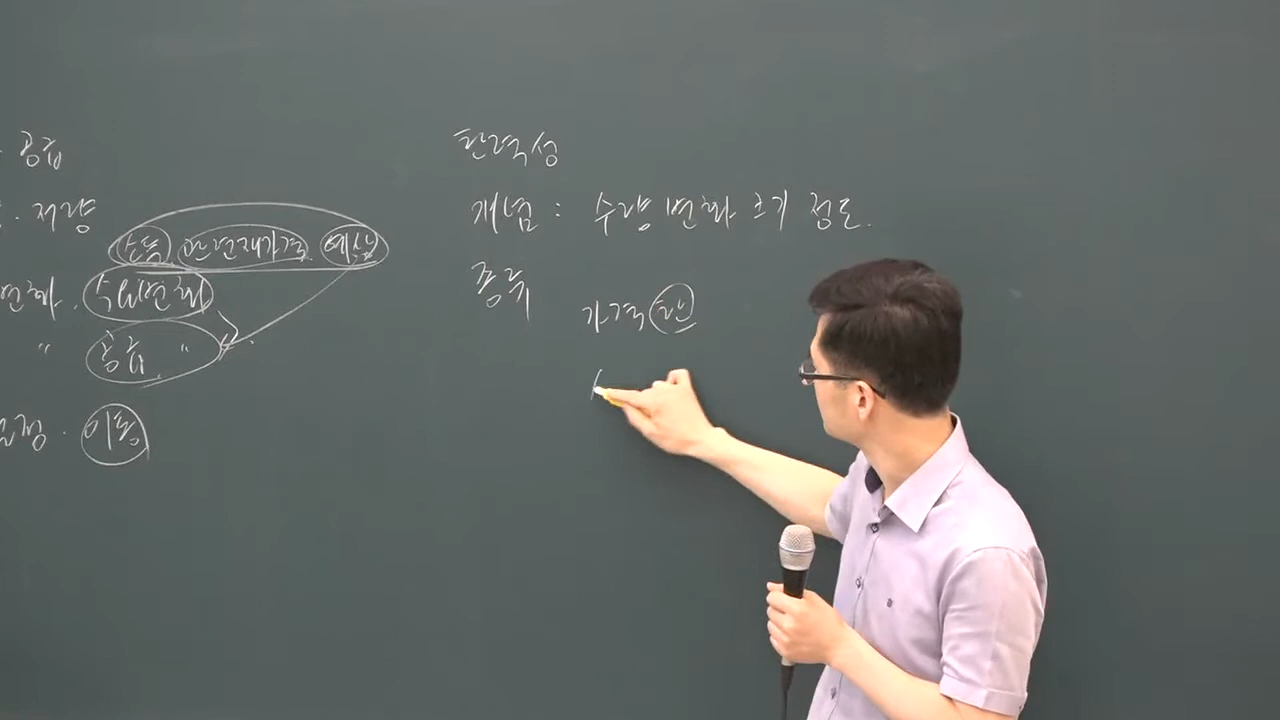 공급
· 저량
소득 관련재가격 예상
변화 · 수요변화
" 공급 "
· 이동
탄력성
개념 : 수량 변화 크기 정도.
종류
가격탄